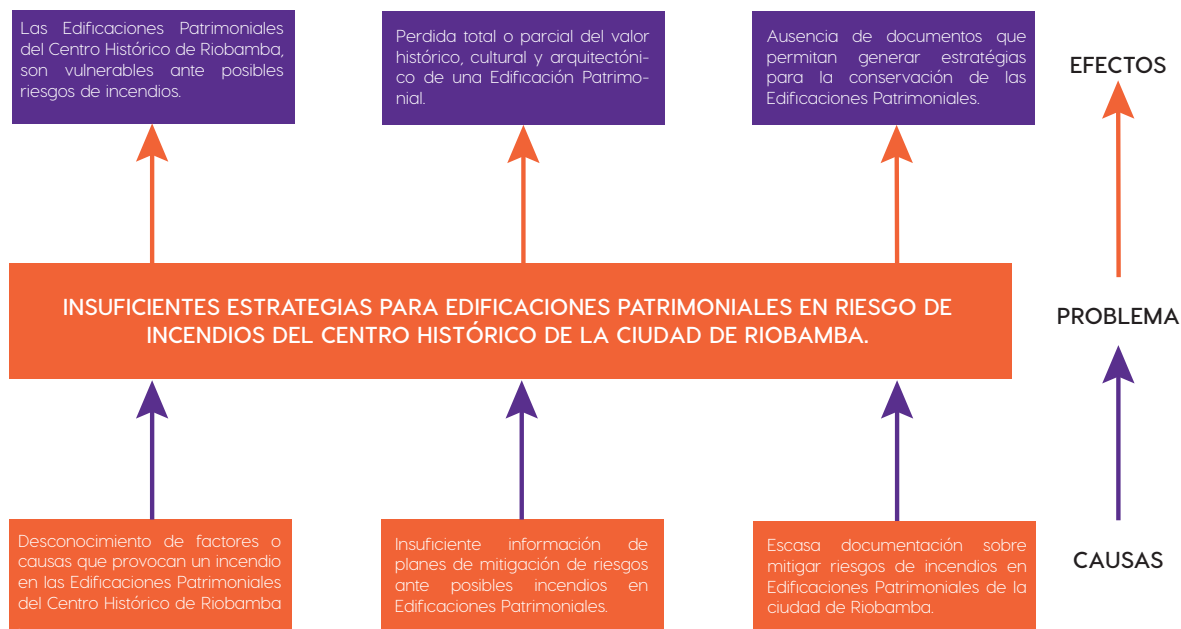 Las Edificaciones Patrimoniales
del Centro Histórico de Riobamba,
son vulnerables ante posibles
riesgos de incendios.
Perdida total o parcial del valor
histórico, cultural y arquitectóni-
co de una Edificación Patrimo-
nial.
Ausencia de documentos que
permitan generar estratégias
para la conservación de las
Edificaciones Patrimoniales.
EFECTOS
INSUFICIENTES ESTRATEGIAS PARA EDIFICACIONES PATRIMONIALES EN RIESGO DE
INCENDIOS DEL CENTRO HISTÓRICO DE LA CIUDAD DE RIOBAMBA.
PROBLEMA
Desconocimiento de factores o
causas que provocan un incendio
en las Edificaciones Patrimoniales
del Centro Histórico de Riobamba
Insuficiente información de
planes de mitigación de riesgos
ante posibles incendios en
Edificaciones Patrimoniales.
Escasa documentación sobre
mitigar riesgos de incendios en
Edificaciones Patrimoniales de la
ciudad de Riobamba.
CAUSAS